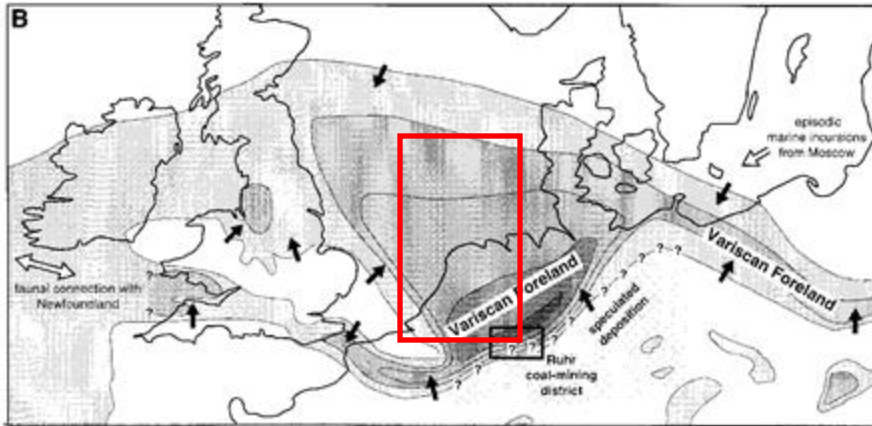 B
episodic
marine incursions
from Moscow
faunal connection with
Newfoundland
? 
?
Variscan Foreland
Variscan Foreland
speculated
deposition
? ? ? ? ? ? ? ? ?
? ?
Ruhr
coal-mining
district